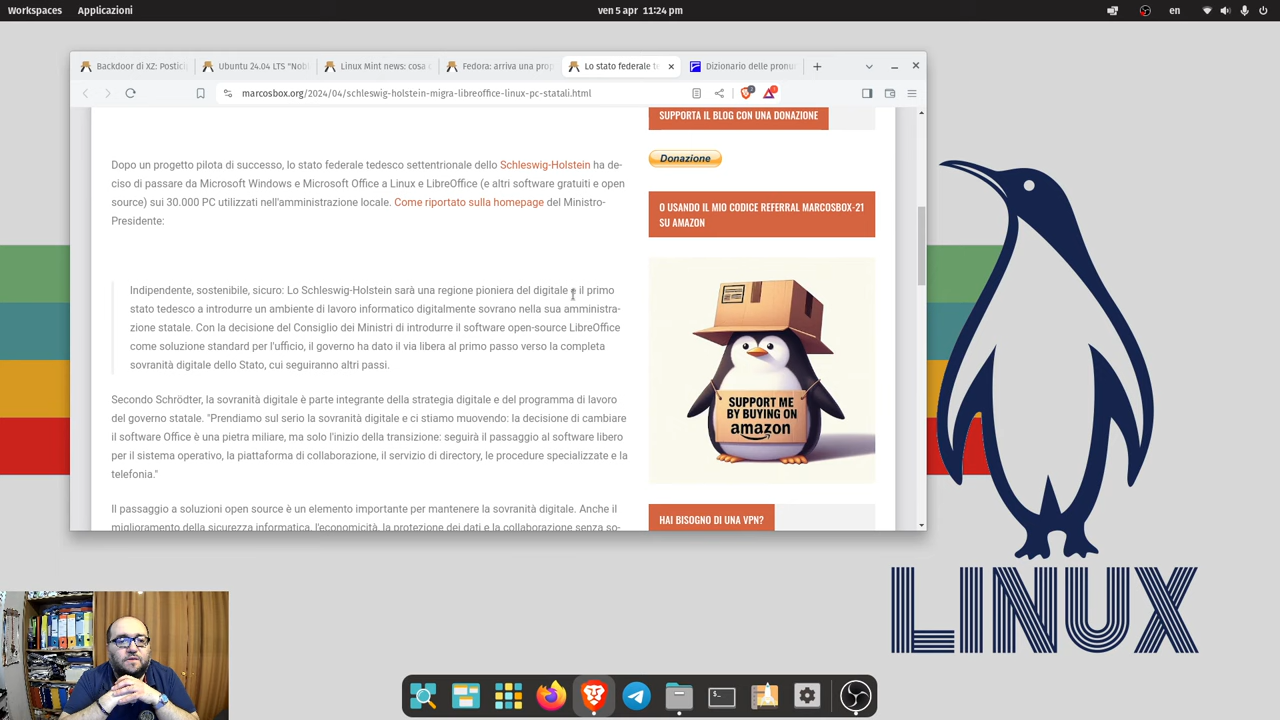 Workspaces Applicazioni ven 5 apr 11:24 pm en
Backdoor di XZ: Postici Ubuntu 24.04 LTS "Nobl Linux Mint news: cosa c Fedora: arriva una prop Lo stato federale te Dizionario delle pronu
marcosbox.org/2024/04/schleswig-holstein-migra-libreoffice-linux-pc-statali.html
Dopo un progetto pilota di successo, lo stato federale tedesco settentrionale dello Schleswig-Holstein ha de-
ciso di passare da Microsoft Windows e Microsoft Office a Linux e LibreOffice (e altri software gratuiti e open
source) sui 30.000 PC utilizzati nell'amministrazione locale. Come riportato sulla homepage del Ministro-
Presidente:
Indipendente, sostenibile, sicuro: Lo Schleswig-Holstein sarà una regione pioniera del digitale e il primo
stato tedesco a introdurre un ambiente di lavoro informatico digitalmente sovrano nella sua amministra-
zione statale. Con la decisione del Consiglio dei Ministri di introdurre il software open-source LibreOffice
come soluzione standard per l'ufficio, il governo ha dato il via libera al primo passo verso la completa
sovranità digitale dello Stato, cui seguiranno altri passi.
Secondo Schrödter, la sovranità digitale è parte integrante della strategia digitale e del programma di lavoro
del governo statale. "Prendiamo sul serio la sovranità digitale e ci stiamo muovendo: la decisione di cambiare
il software Office è una pietra miliare, ma solo l'inizio della transizione: seguirà il passaggio al software libero
per il sistema operativo, la piattaforma di collaborazione, il servizio di directory, le procedure specializzate e la
telefonia."
Il passaggio a soluzioni open source è un elemento importante per mantenere la sovranità digitale. Anche il
miglioramento della sicurezza informatica, l'economicità, la protezione dei dati e la collaborazione senza so-
SUPPORTA IL BLOG CON UNA DONAZIONE
Donazione
O USANDO IL MIO CODICE REFERRAL MARCOSBOX-21
SU AMAZON
SUPPORT ME
BY BUYING ON
amazon
HAI BISOGNO DI UNA VPN?
LINUX